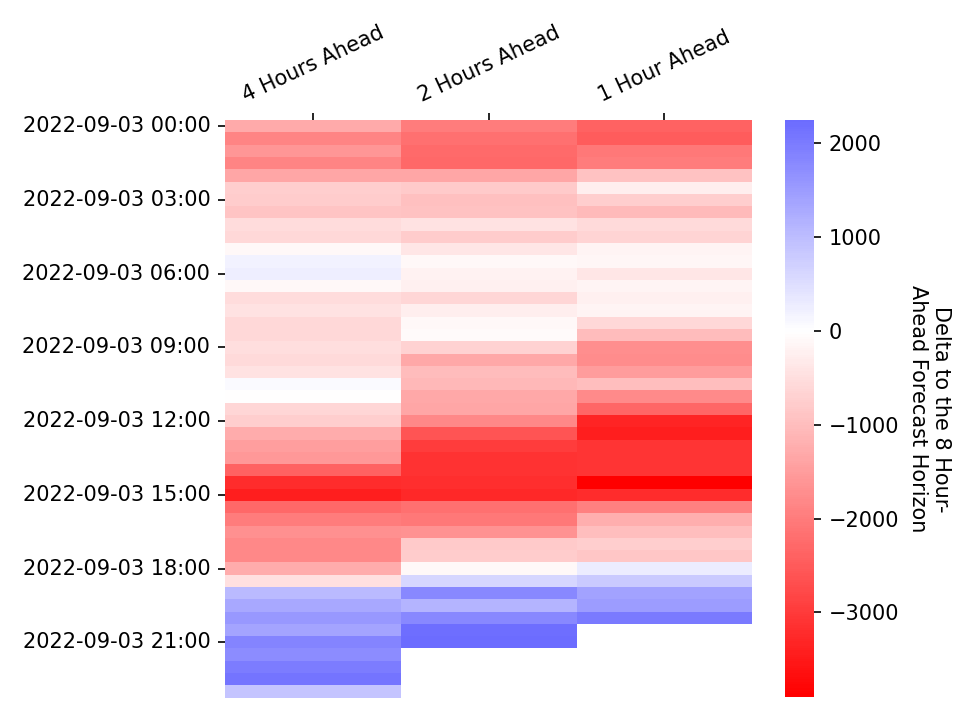 4 Hours Ahead
2 Hours Ahead
1 Hour Ahead
2022-09-03 00:00
2022-09-03 03:00
2022-09-03 06:00
2022-09-03 09:00
2022-09-03 12:00
2022-09-03 15:00
2022-09-03 18:00
2022-09-03 21:00
2000
1000
0
−1000
−2000
−3000
Delta to the 8 Hour-
Ahead Forecast Horizon